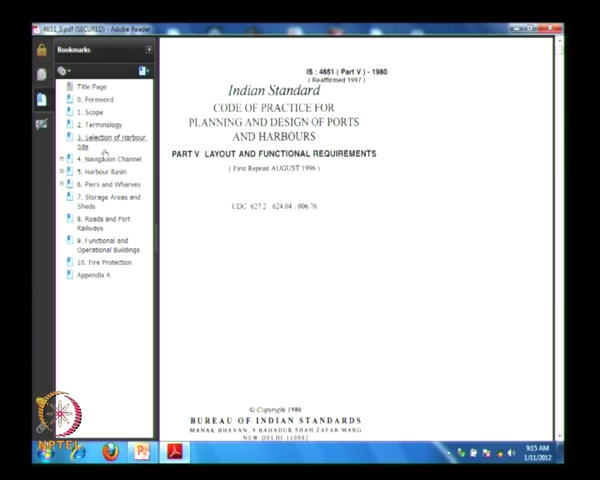 4651_5.pdf (SECURED) - Adobe Reader
Bookmarks
Title Page
0. Foreword
1. Scope
2. Terminology
3. Selection of Harbour
Site
4. Navigation Channel
5. Harbour Basin
6. Piers and Wharves
7. Storage Areas and
Sheds
8. Roads and Port
Railways
9. Functional and
Operational Buildings
10. Fire Protection
Appendix A
IS : 4651 ( Part V ) - 1980
( Reaffirmed 1997 )
Indian Standard
CODE OF PRACTICE FOR
PLANNING AND DESIGN OF PORTS
AND HARBOURS
PART V LAYOUT AND FUNCTIONAL REQUIREMENTS
( First Reprint AUGUST 1996 )
UDC 627.2 : 624.04 : 006.76
© Copyright 1980
BUREAU OF INDIAN STANDARDS
MANAK BHAVAN, 9 BAHADUR SHAH ZAFAR MARG
NEW DELHI 110002
NPTEL
9:15 AM
1/11/2012